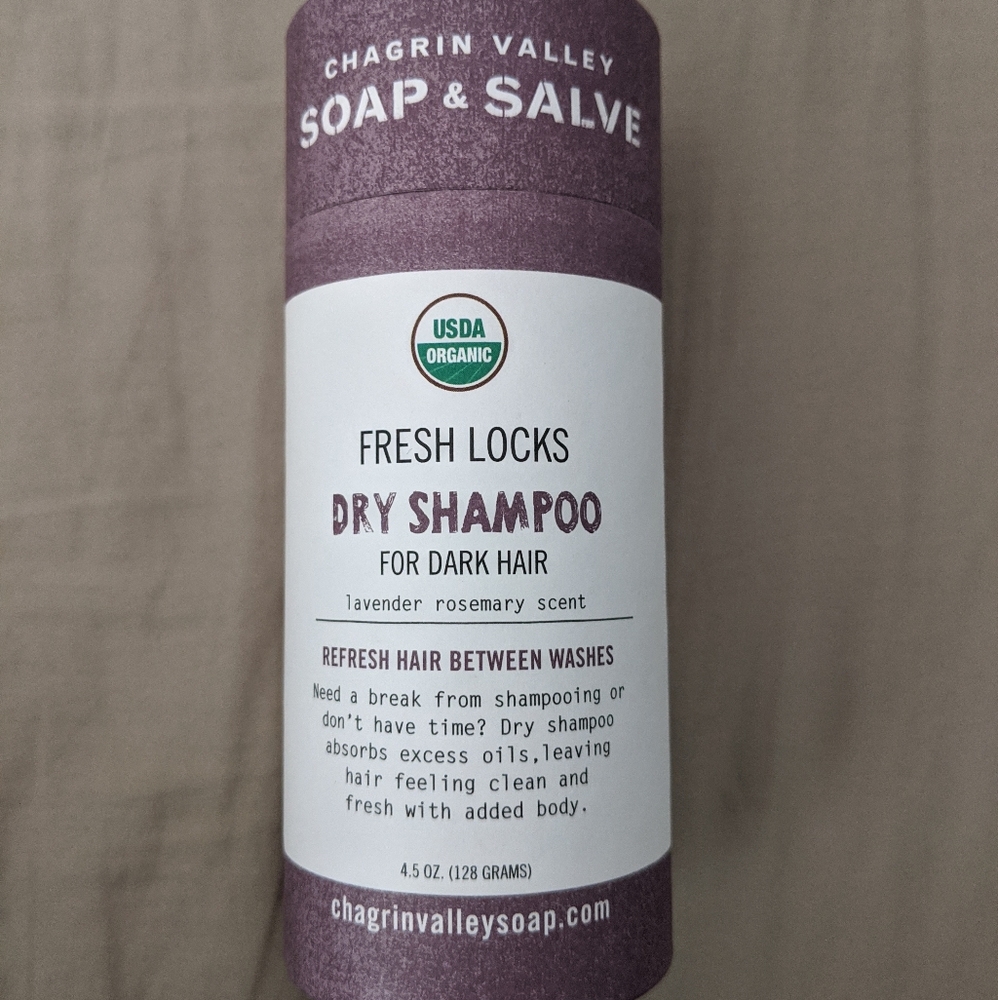 CHAGRIN VALLEY
SOAP & SALVE
USDA
ORGANIC
FRESH LOCKS
DRY SHAMPOO
FOR DARK HAIR
lavender rosemary scent
REFRESH HAIR BETWEEN WASHES
Need a break from shampooing or
don't have time? Dry shampoo
absorbs excess oils,leaving
hair feeling clean and
fresh with added body.
4.5 OZ. (128 GRAMS)
chagrinvalleysoap.com